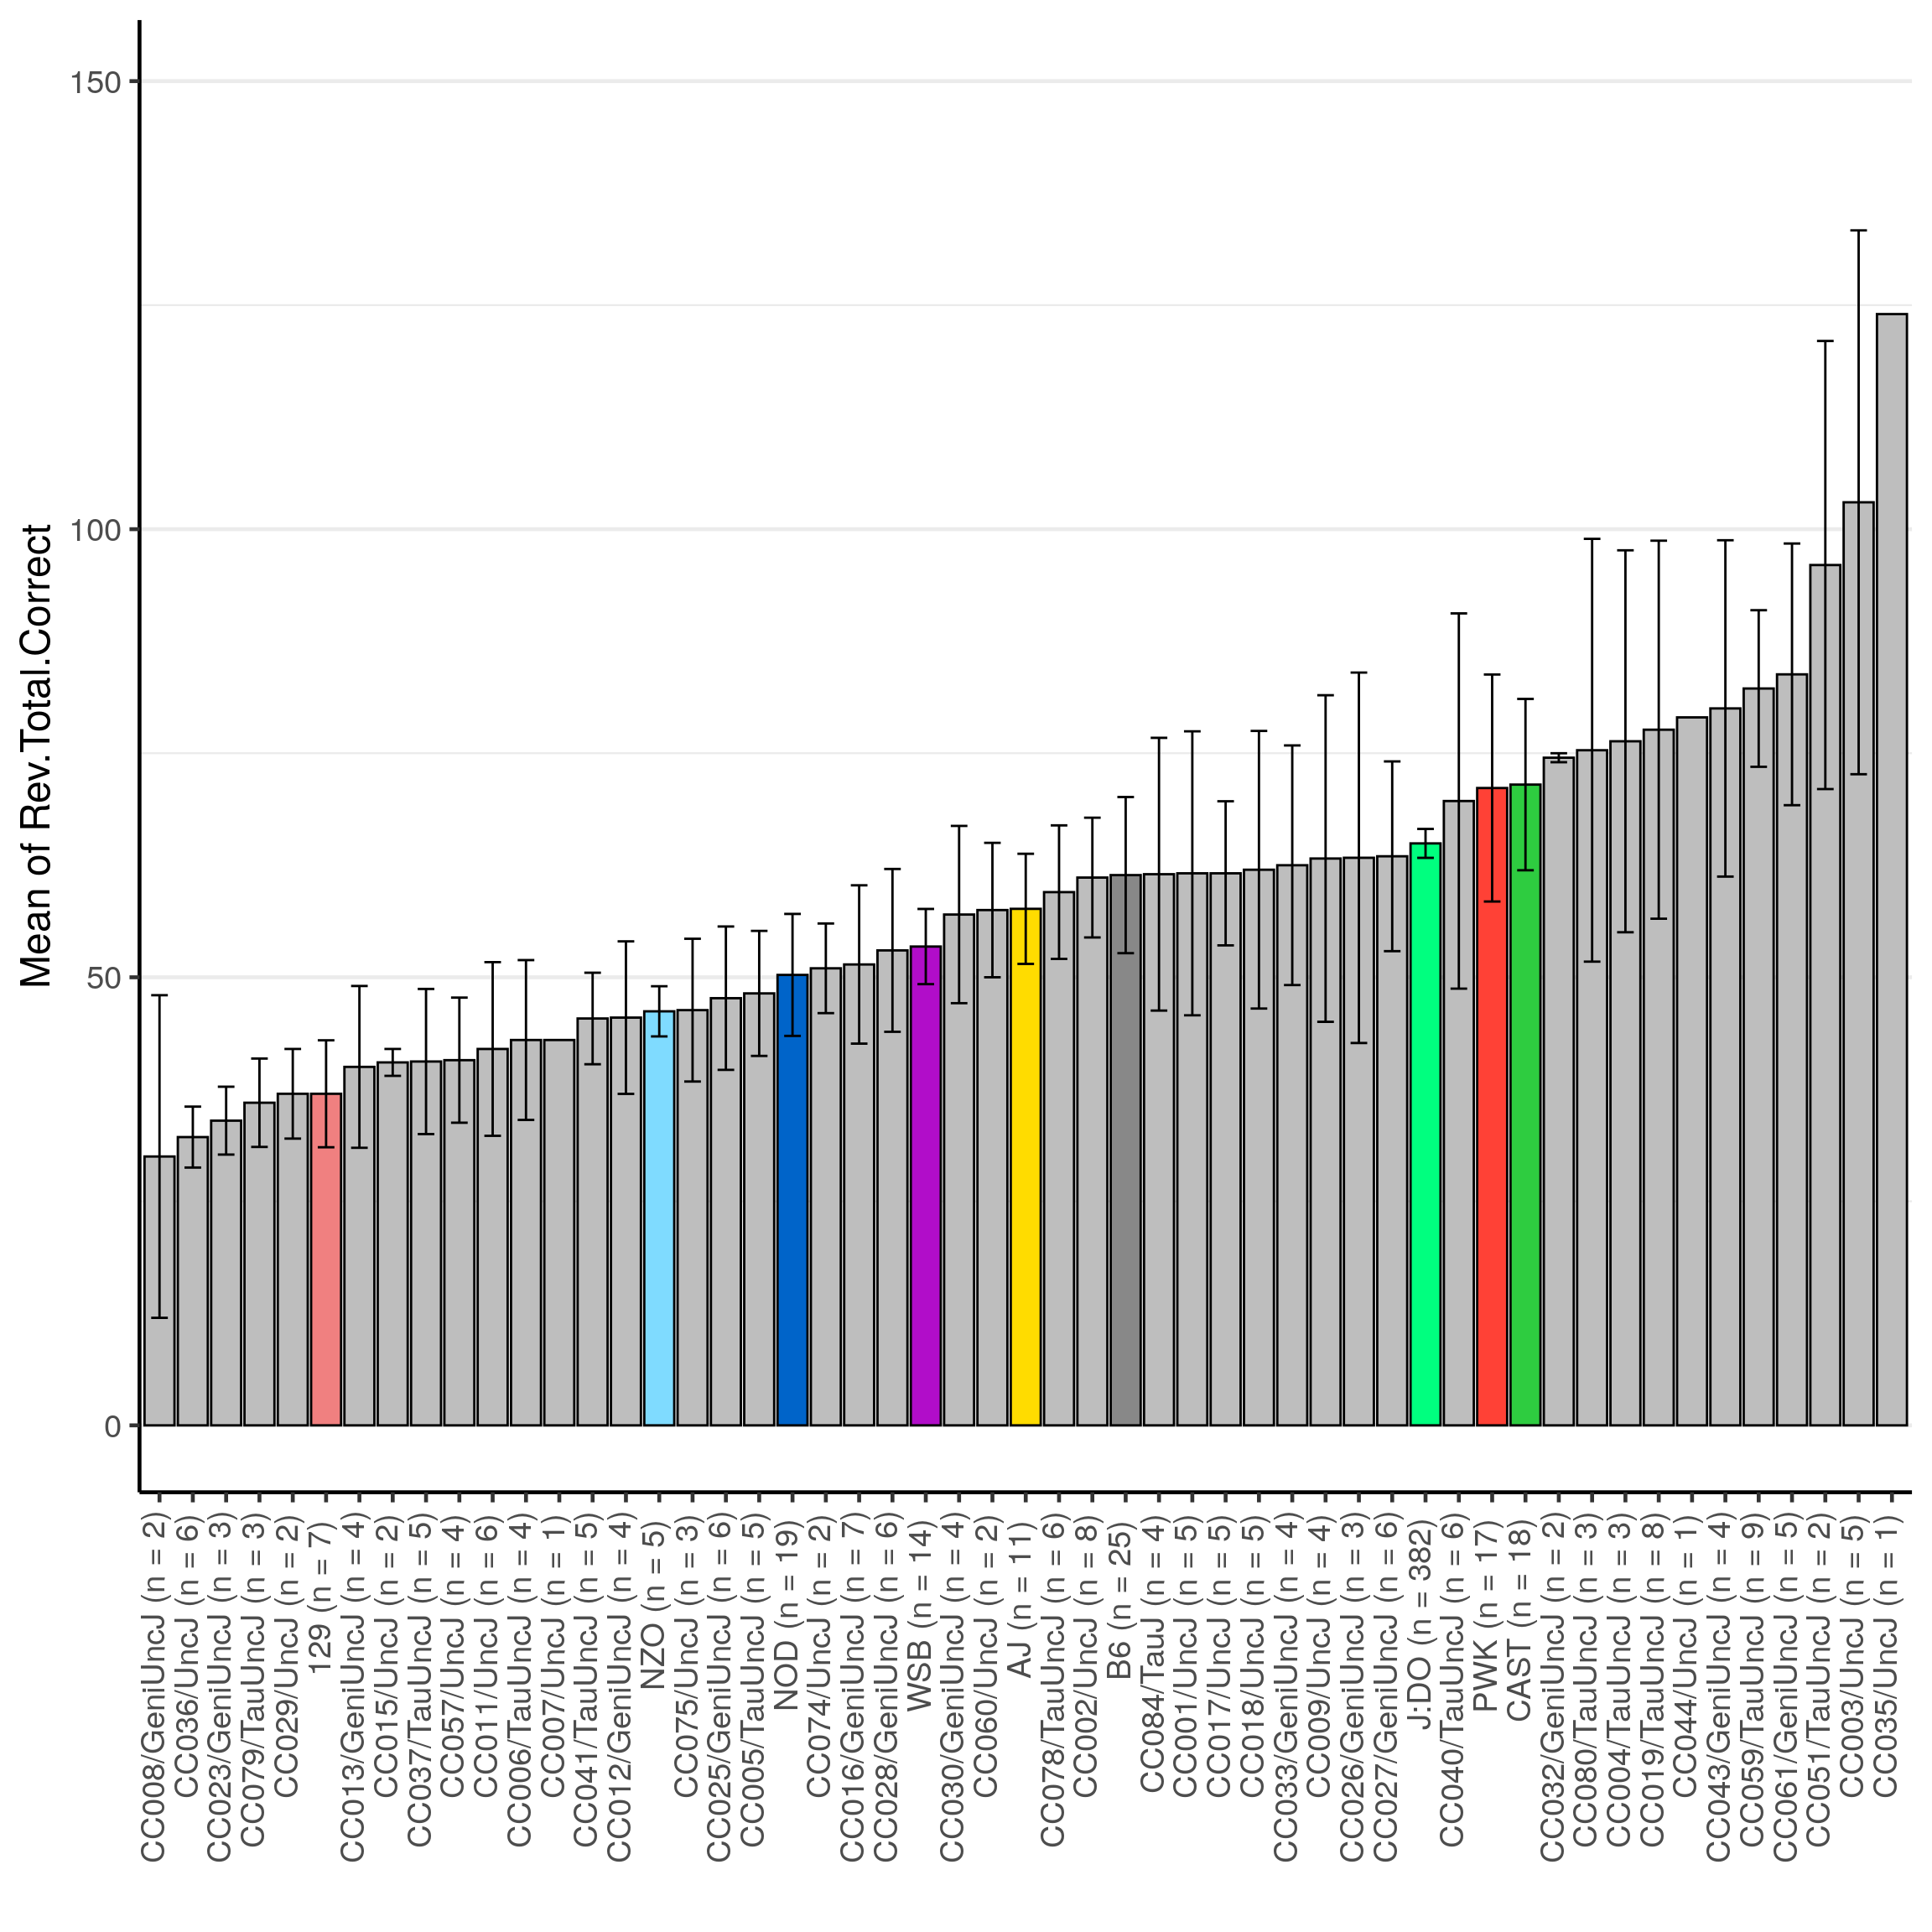 Mean of Rev.Total.Correct
150
100
50
0
CC008/GeniUncJ (n = 2)
CC036/UncJ (n = 6)
CC023/GeniUncJ (n = 3)
CC079/TauUncJ (n = 3)
CC029/UncJ (n = 2)
129 (n = 7)
CC013/GeniUncJ (n = 4)
CC015/UncJ (n = 2)
CC037/TauUncJ (n = 5)
CC057/UncJ (n = 4)
CC011/UncJ (n = 6)
CC006/TauUncJ (n = 4)
CC007/UncJ (n = 1)
CC041/TauUncJ (n = 5)
CC012/GeniUncJ (n = 4)
NZO (n = 5)
CC075/UncJ (n = 3)
CC025/GeniUncJ (n = 6)
CC005/TauUncJ (n = 5)
NOD (n = 19)
CC074/UncJ (n = 2)
CC016/GeniUncJ (n = 7)
CC028/GeniUncJ (n = 6)
WSB (n = 14)
CC030/GeniUncJ (n = 4)
CC060/UncJ (n = 2)
AJ (n = 11)
CC078/TauUncJ (n = 6)
CC002/UncJ (n = 8)
B6 (n = 25)
CC084/TauJ (n = 4)
CC001/UncJ (n = 5)
CC017/UncJ (n = 5)
CC018/UncJ (n = 5)
CC033/GeniUncJ (n = 4)
CC009/UncJ (n = 4)
CC026/GeniUncJ (n = 3)
CC027/GeniUncJ (n = 6)
J:DO (n = 382)
CC040/TauUncJ (n = 6)
PWK (n = 17)
CAST (n = 18)
CC032/GeniUncJ (n = 2)
CC080/TauUncJ (n = 3)
CC004/TauUncJ (n = 3)
CC019/TauUncJ (n = 8)
CC044/UncJ (n = 1)
CC043/GeniUncJ (n = 4)
CC059/TauUncJ (n = 9)
CC061/GeniUncJ (n = 5)
CC051/TauUncJ (n = 2)
CC003/UncJ (n = 5)
CC035/UncJ (n = 1)